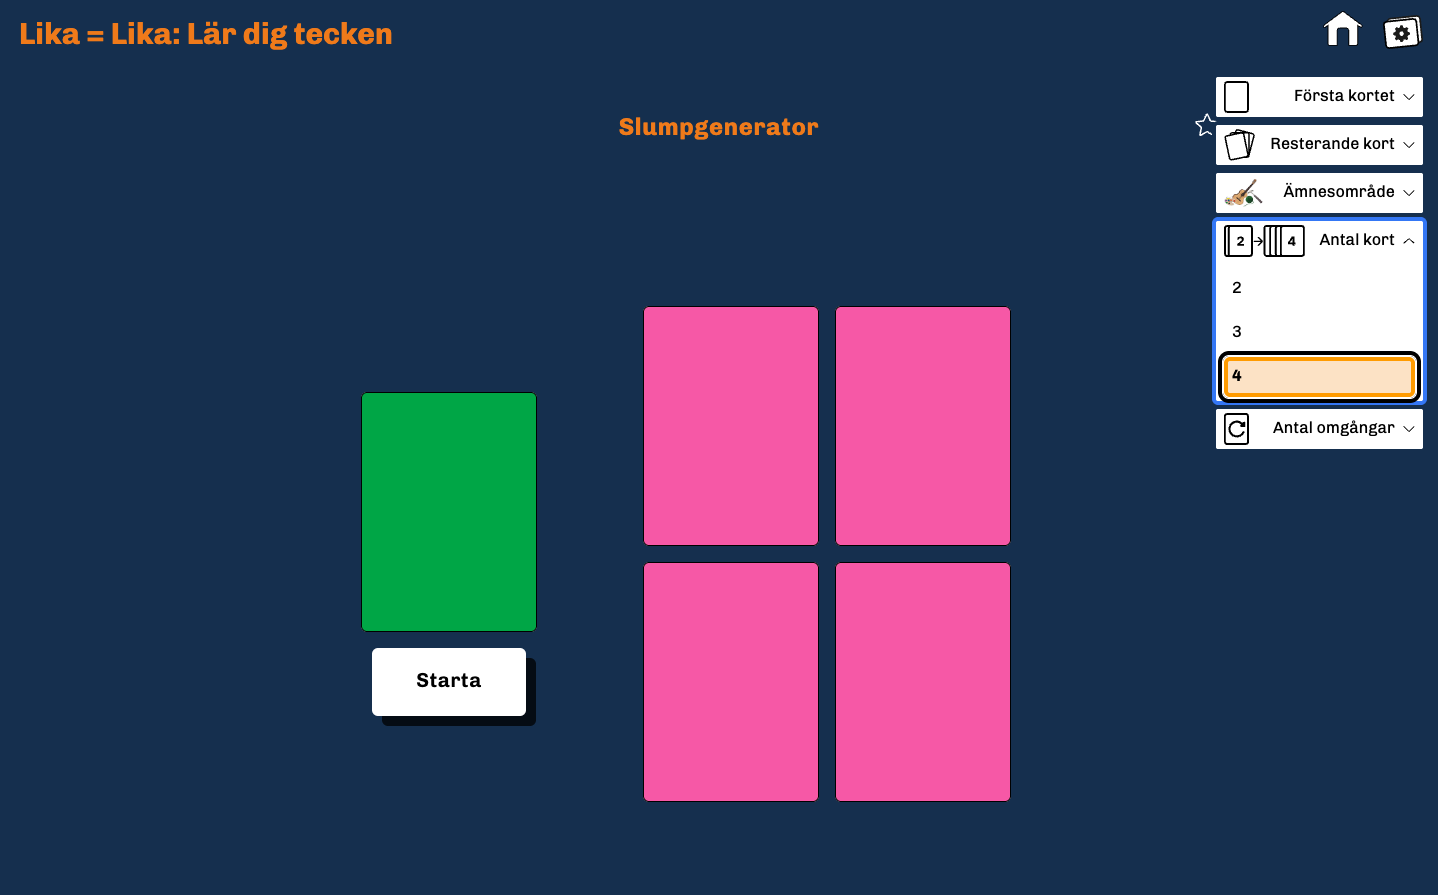 Lika = Lika: Lär dig tecken
Slumpgenerator
Första kortet
Resterande kort
Ämnesområde
2 → 4 Antal kort
2
3
4
Antal omgångar
Starta